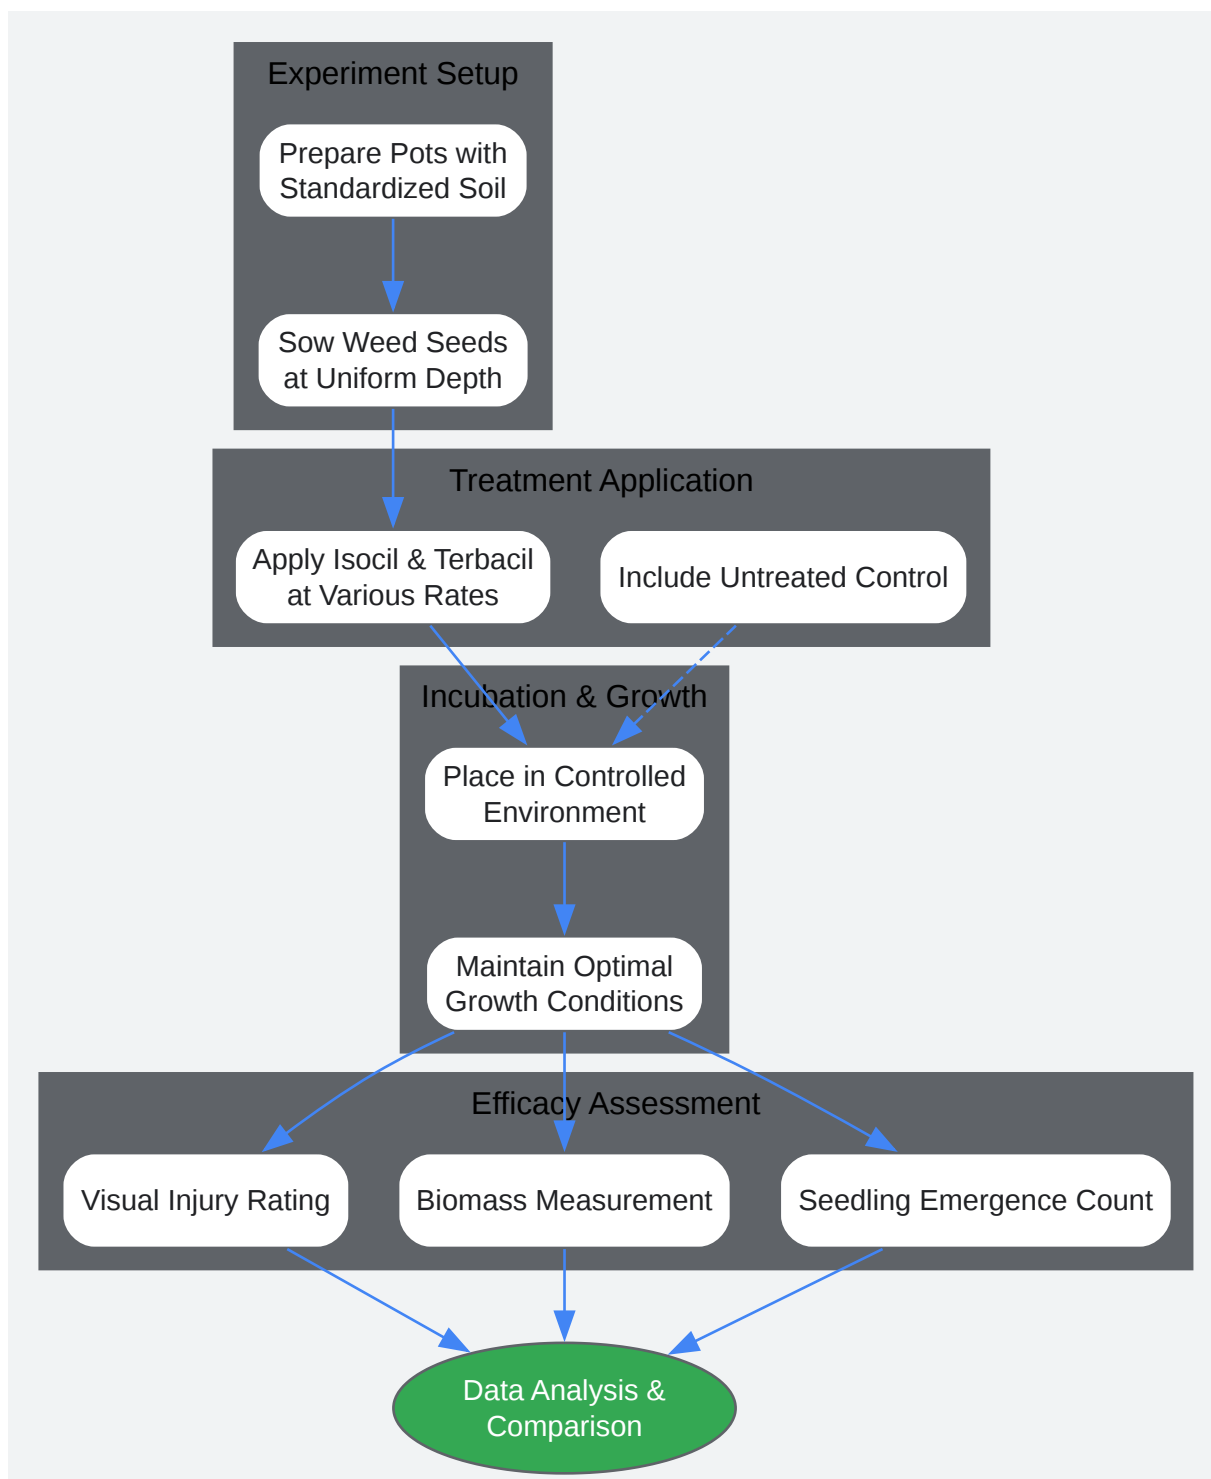 Experiment Setup
Prepare Pots with
Standardized Soil
Sow Weed Seeds
at Uniform Depth
Treatment Application
Apply Isocil & Terbacil
at Various Rates
Include Untreated Control
Incubation & Growth
Place in Controlled
Environment
Maintain Optimal
Growth Conditions
Efficacy Assessment
Visual Injury Rating
Biomass Measurement
Seedling Emergence Count
Data Analysis &
Comparison